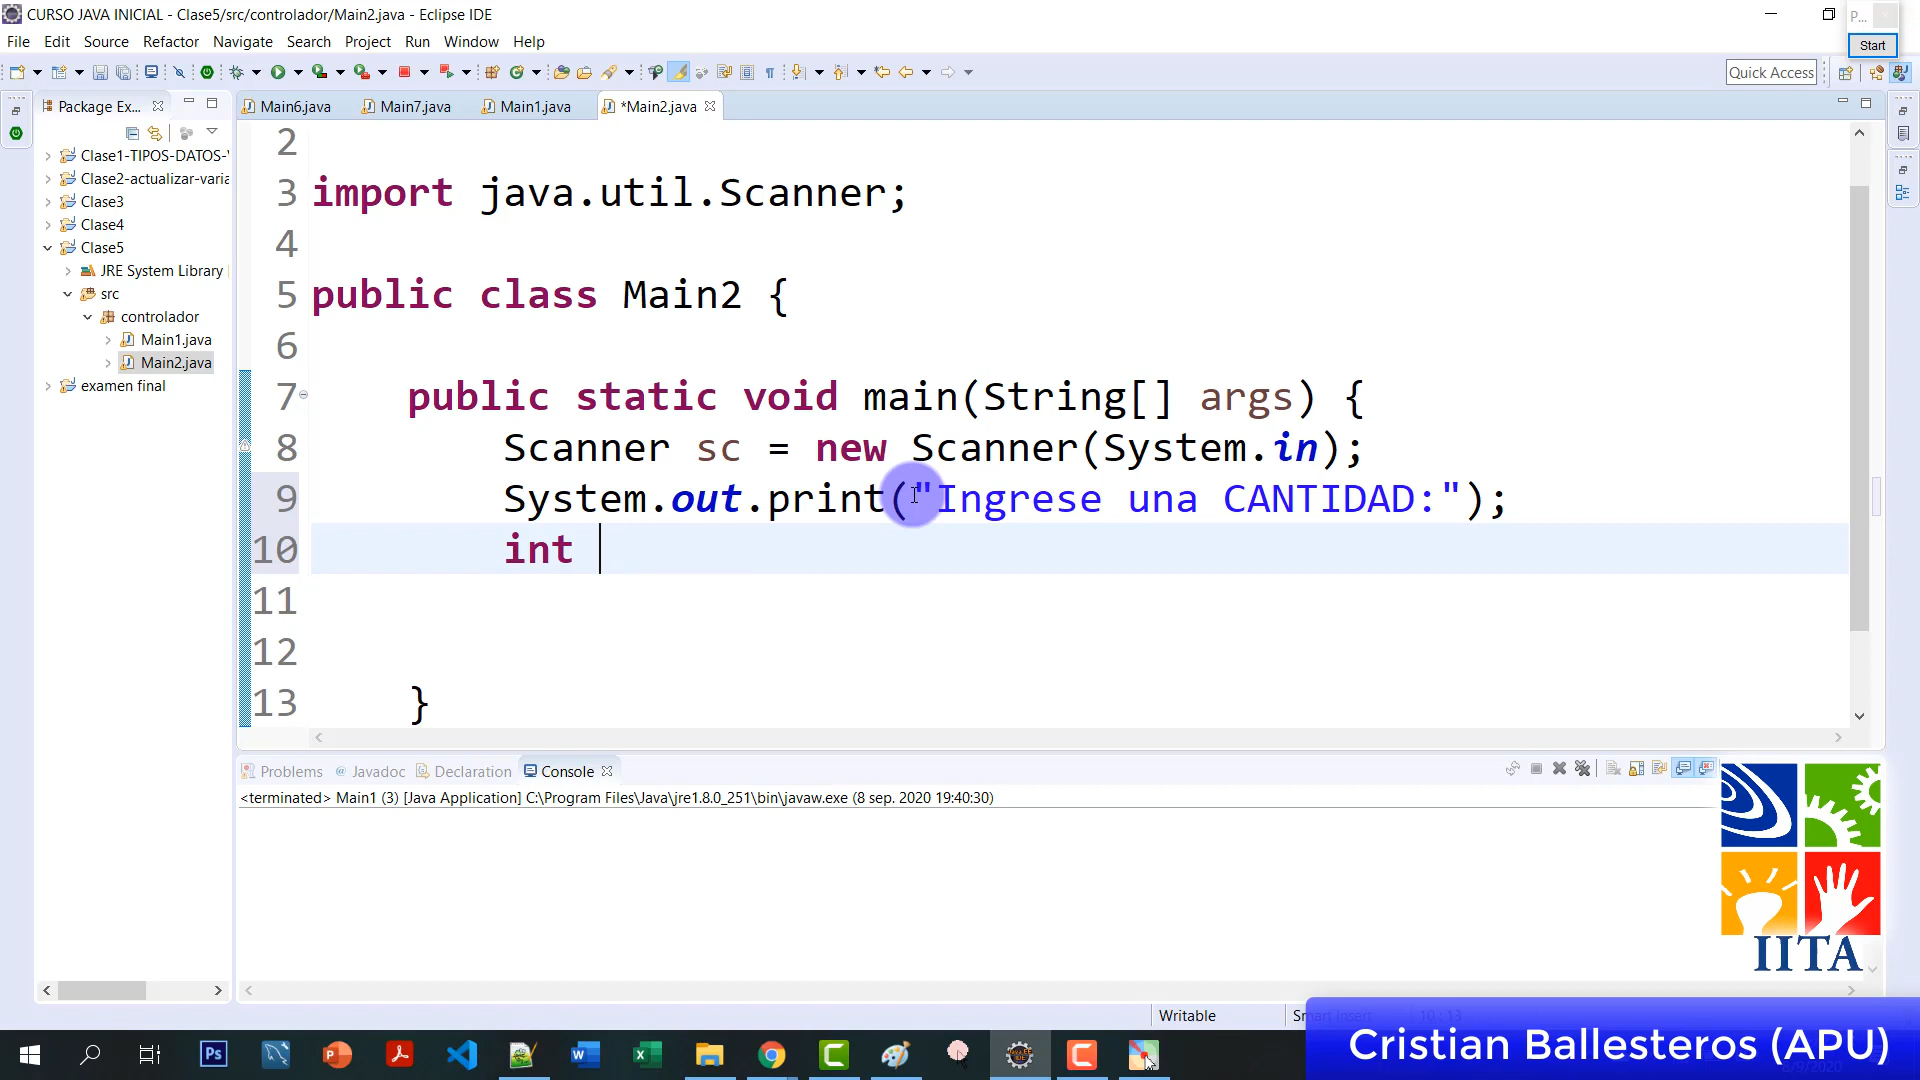 CURSO JAVA INICIAL - Clase5/src/controlador/Main2.java - Eclipse IDE
P...
Start
File Edit Source Refactor Navigate Search Project Run Window Help
Quick Access
Package Ex...
Main6.java
Main7.java
Main1.java
*Main2.java
Clase1-TIPOS-DATOS-
Clase2-actualizar-varia
Clase3
Clase4
Clase5
JRE System Library
src
controlador
Main1.java
Main2.java
examen final
2
3 import java.util.Scanner;
4
5 public class Main2 {
6
7 public static void main(String[] args) {
8 Scanner sc = new Scanner(System.in);
9 System.out.print("Ingrese una CANTIDAD:");
10 int
11
12
13 }
Problems
Javadoc
Declaration
Console
<terminated> Main1 (3) [Java Application] C:\Program Files\Java\jre1.8.0_251\bin\javaw.exe (8 sep. 2020 19:40:30)
IITA
Writable
Cristian Ballesteros (APU)